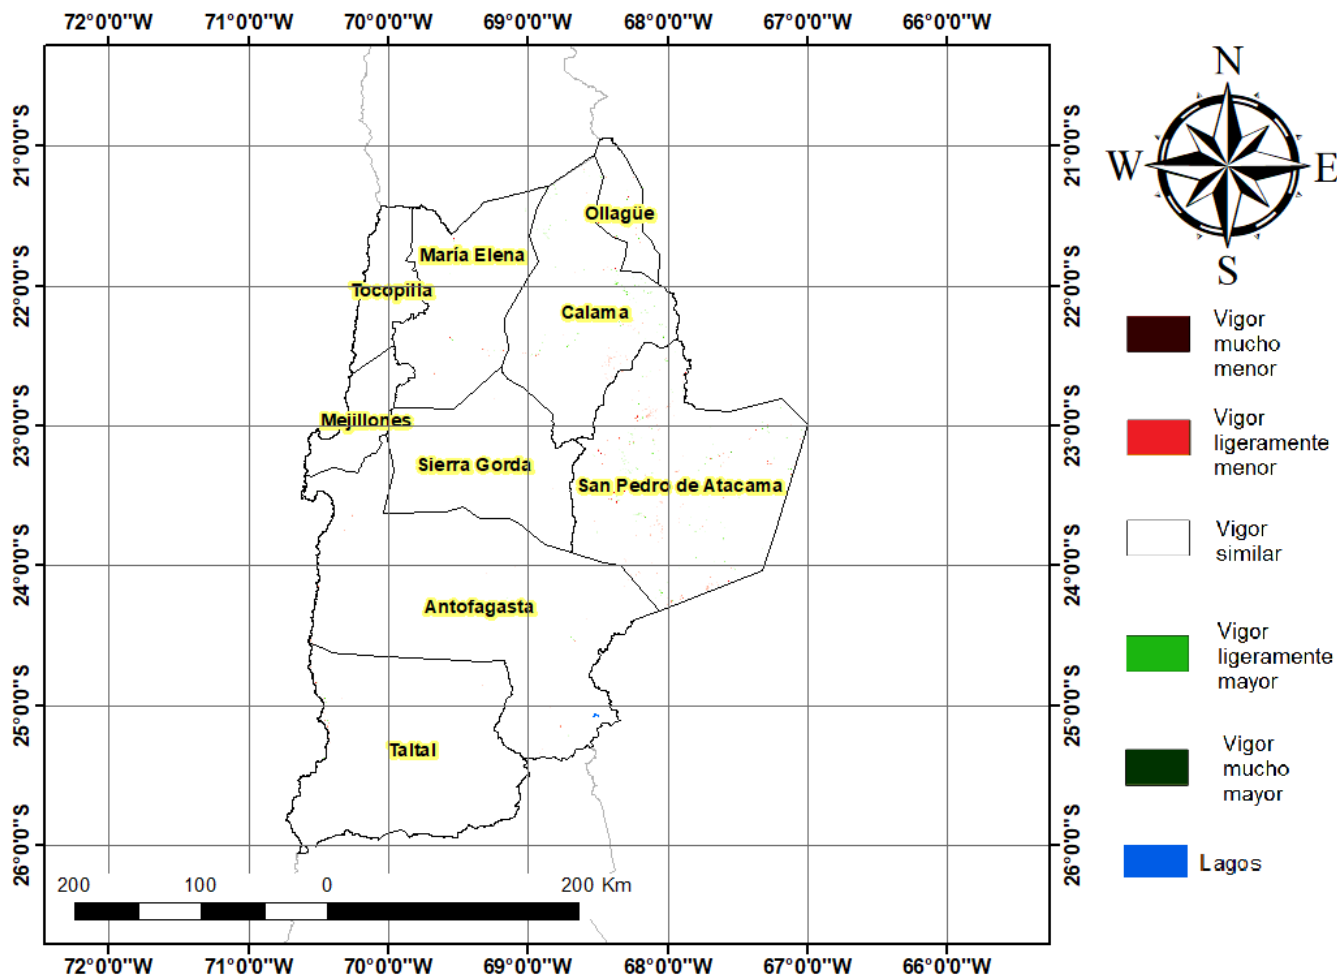 72°0'0"W 71°0'0"W 70°0'0"W 69°0'0"W 68°0'0"W 67°0'0"W 66°0'0"W
N
W E
S
21°0'0"S 21°0'0"S
22°0'0"S 22°0'0"S
23°0'0"S 23°0'0"S
24°0'0"S 24°0'0"S
25°0'0"S 25°0'0"S
26°0'0"S 26°0'0"S
Ollagüe
María Elena
Tocopilla
Calama
Mejillones
Sierra Gorda
San Pedro de Atacama
Antofagasta
Taltal
Vigor
mucho
menor
Vigor
ligeramente
menor
Vigor
similar
Vigor
ligeramente
mayor
Vigor
mucho
mayor
Lagos
200 100 0 200 Km
72°0'0"W 71°0'0"W 70°0'0"W 69°0'0"W 68°0'0"W 67°0'0"W 66°0'0"W